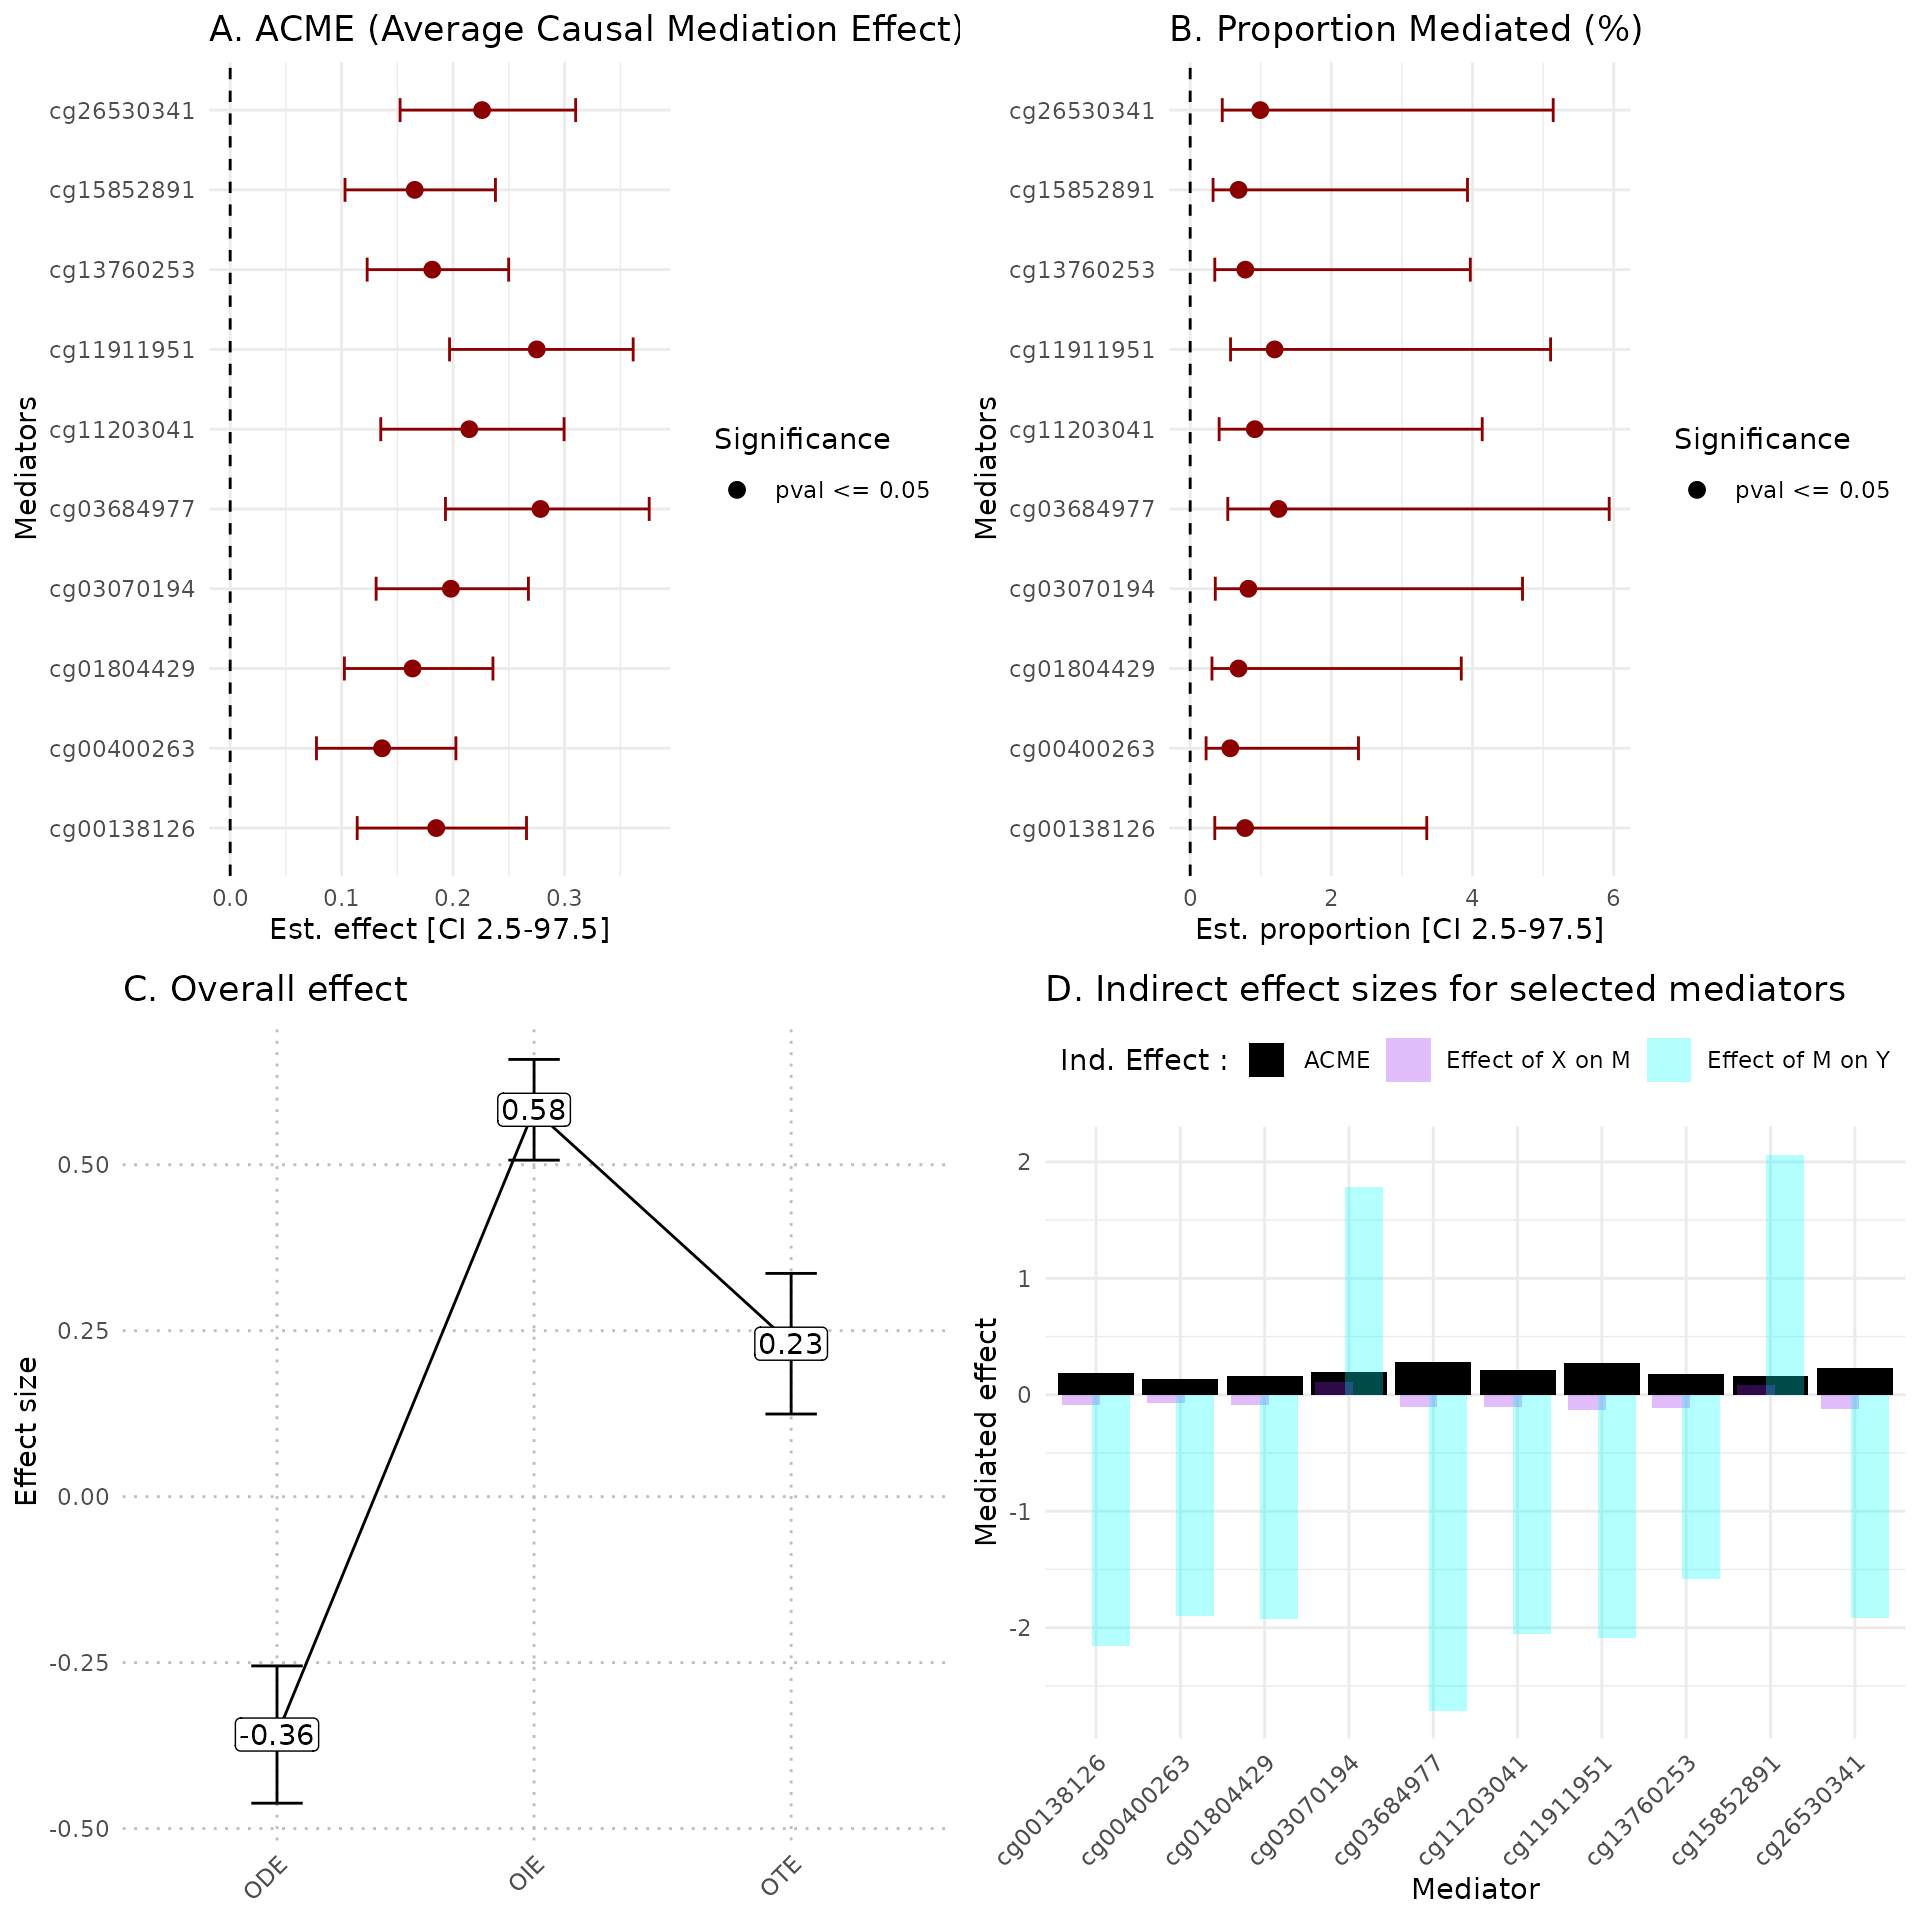 A. ACME (Average Causal Mediation Effect)
Mediators
cg26530341
cg15852891
cg13760253
cg11911951
cg11203041
cg03684977
cg03070194
cg01804429
cg00400263
cg00138126
0.0 0.1 0.2 0.3
Est. effect [CI 2.5-97.5]
Significance
pval <= 0.05
B. Proportion Mediated (%)
Mediators
cg26530341
cg15852891
cg13760253
cg11911951
cg11203041
cg03684977
cg03070194
cg01804429
cg00400263
cg00138126
0 2 4 6
Est. proportion [CI 2.5-97.5]
Significance
pval <= 0.05
C. Overall effect
Effect size
0.50
0.25
0.00
-0.25
-0.50
0.58
0.23
-0.36
ODE OIE OTE
D. Indirect effect sizes for selected mediators
Ind. Effect : ACME Effect of X on M Effect of M on Y
Mediated effect
2
1
0
-1
-2
cg00138126
cg00400263
cg01804429
cg03070194
cg03684977
cg11203041
cg11911951
cg13760253
cg15852891
cg26530341
Mediator